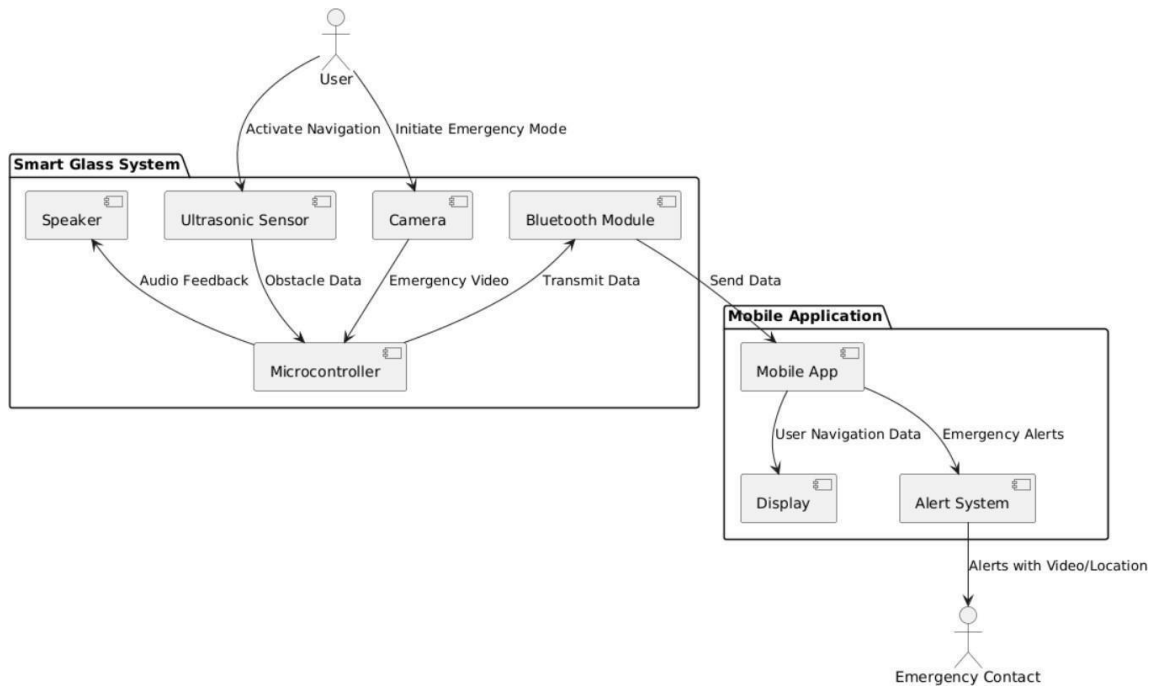 User
Activate Navigation
Initiate Emergency Mode
Smart Glass System
Speaker
Ultrasonic Sensor
Camera
Bluetooth Module
Audio Feedback
Obstacle Data
Emergency Video
Transmit Data
Send Data
Mobile Application
Microcontroller
Mobile App
User Navigation Data
Emergency Alerts
Display
Alert System
Alerts with Video/Location
Emergency Contact